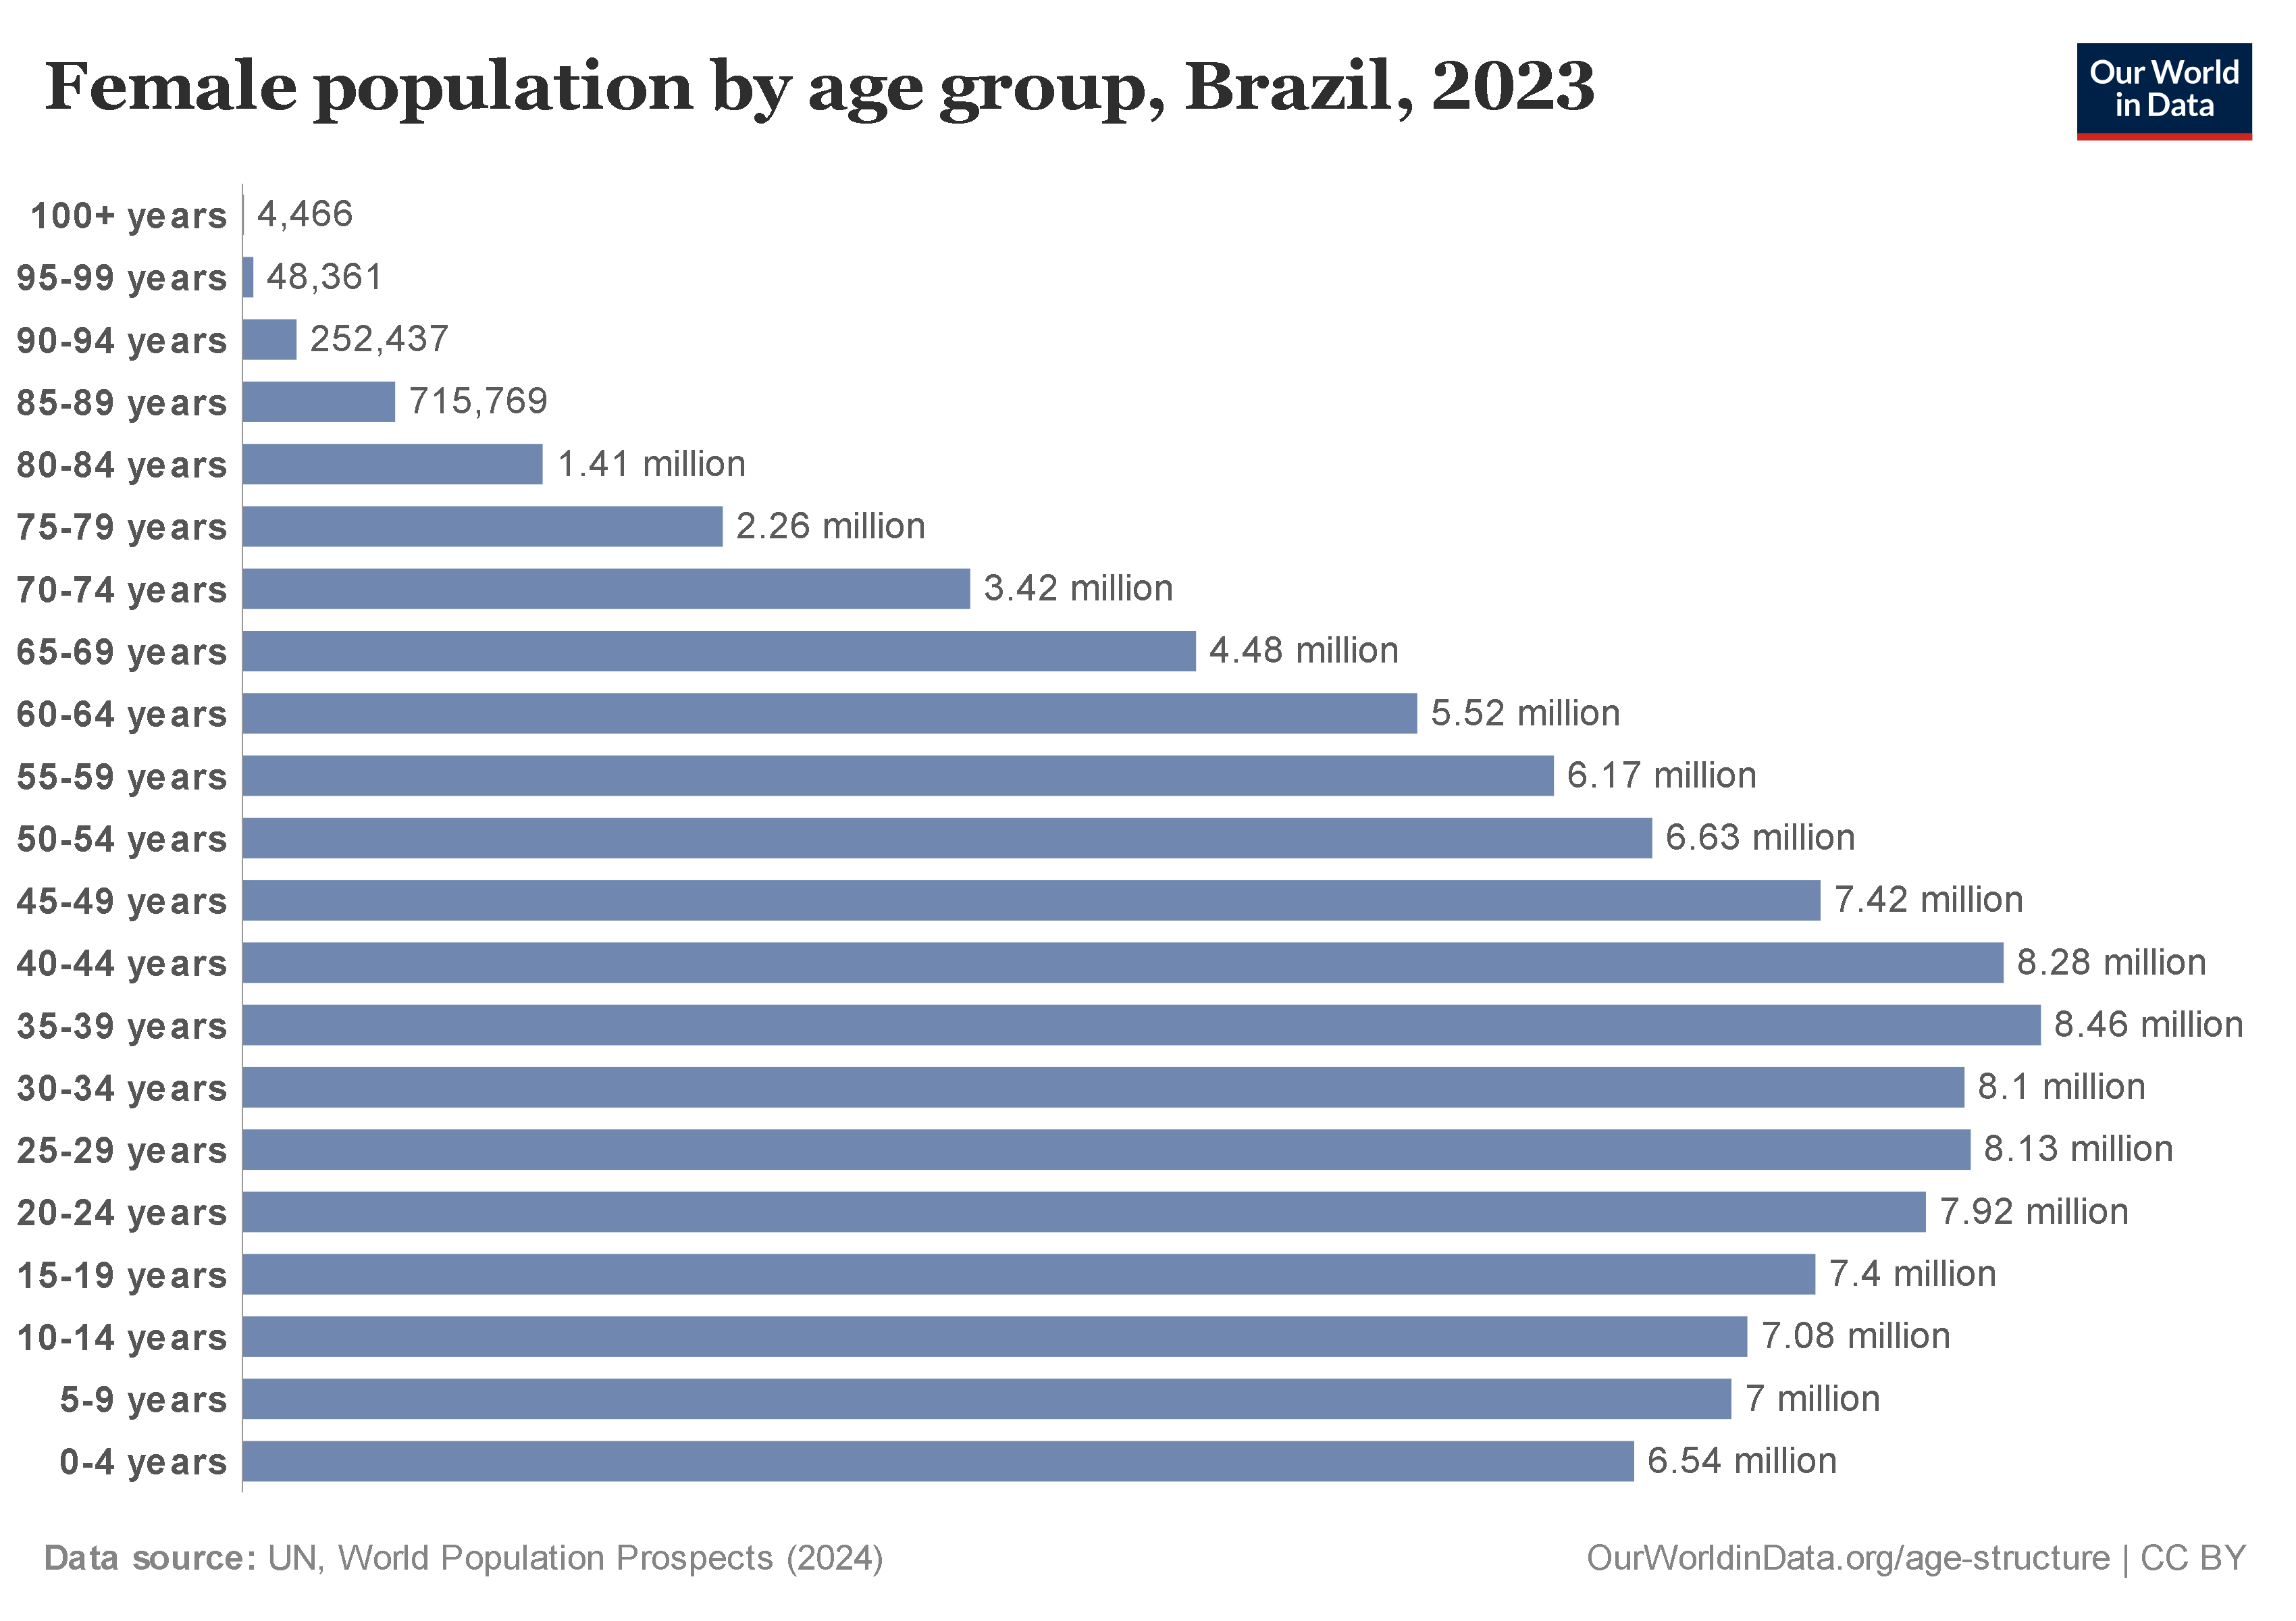 Female population by age group, Brazil, 2023
Our World
in Data
100+ years 4,466
95-99 years 48,361
90-94 years 252,437
85-89 years 715,769
80-84 years 1.41 million
75-79 years 2.26 million
70-74 years 3.42 million
65-69 years 4.48 million
60-64 years 5.52 million
55-59 years 6.17 million
50-54 years 6.63 million
45-49 years 7.42 million
40-44 years 8.28 million
35-39 years 8.46 million
30-34 years 8.1 million
25-29 years 8.13 million
20-24 years 7.92 million
15-19 years 7.4 million
10-14 years 7.08 million
5-9 years 7 million
0-4 years 6.54 million
Data source: UN, World Population Prospects (2024)
OurWorldinData.org/age-structure | CC BY